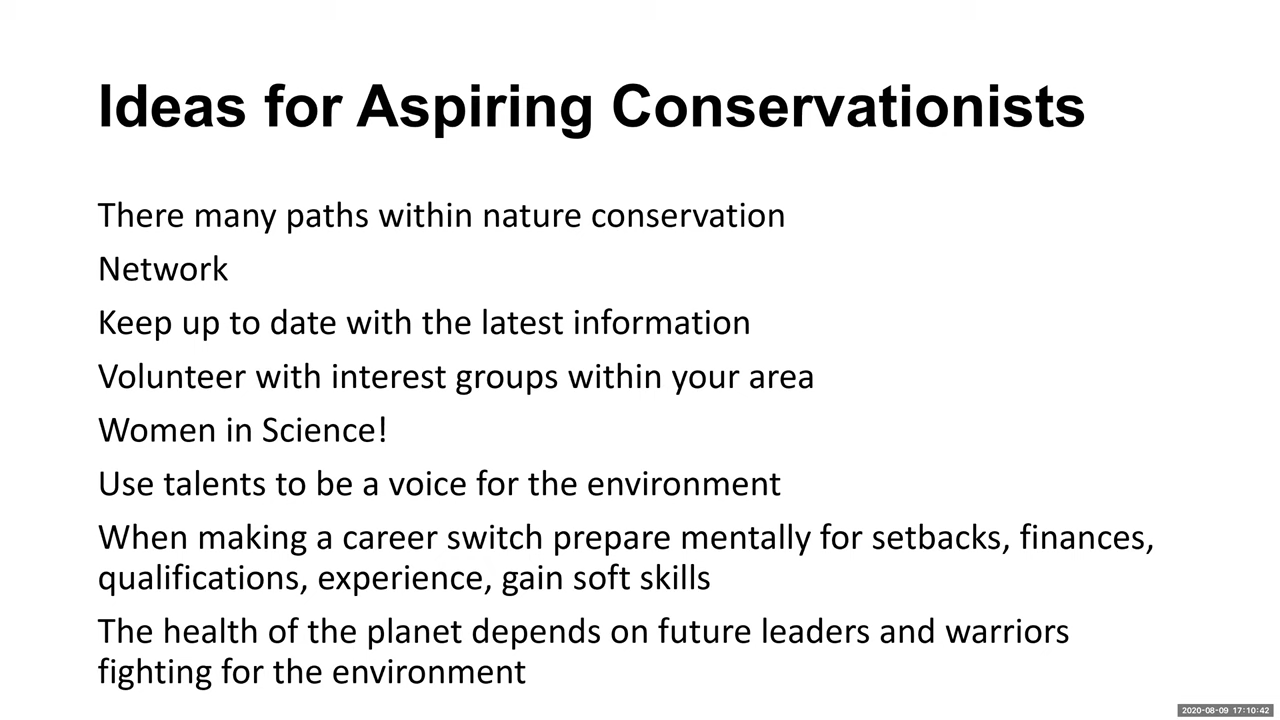 Ideas for Aspiring Conservationists
There many paths within nature conservation
Network
Keep up to date with the latest information
Volunteer with interest groups within your area
Women in Science!
Use talents to be a voice for the environment
When making a career switch prepare mentally for setbacks, finances,
qualifications, experience, gain soft skills
The health of the planet depends on future leaders and warriors
fighting for the environment
2020-08-09 17:10:42